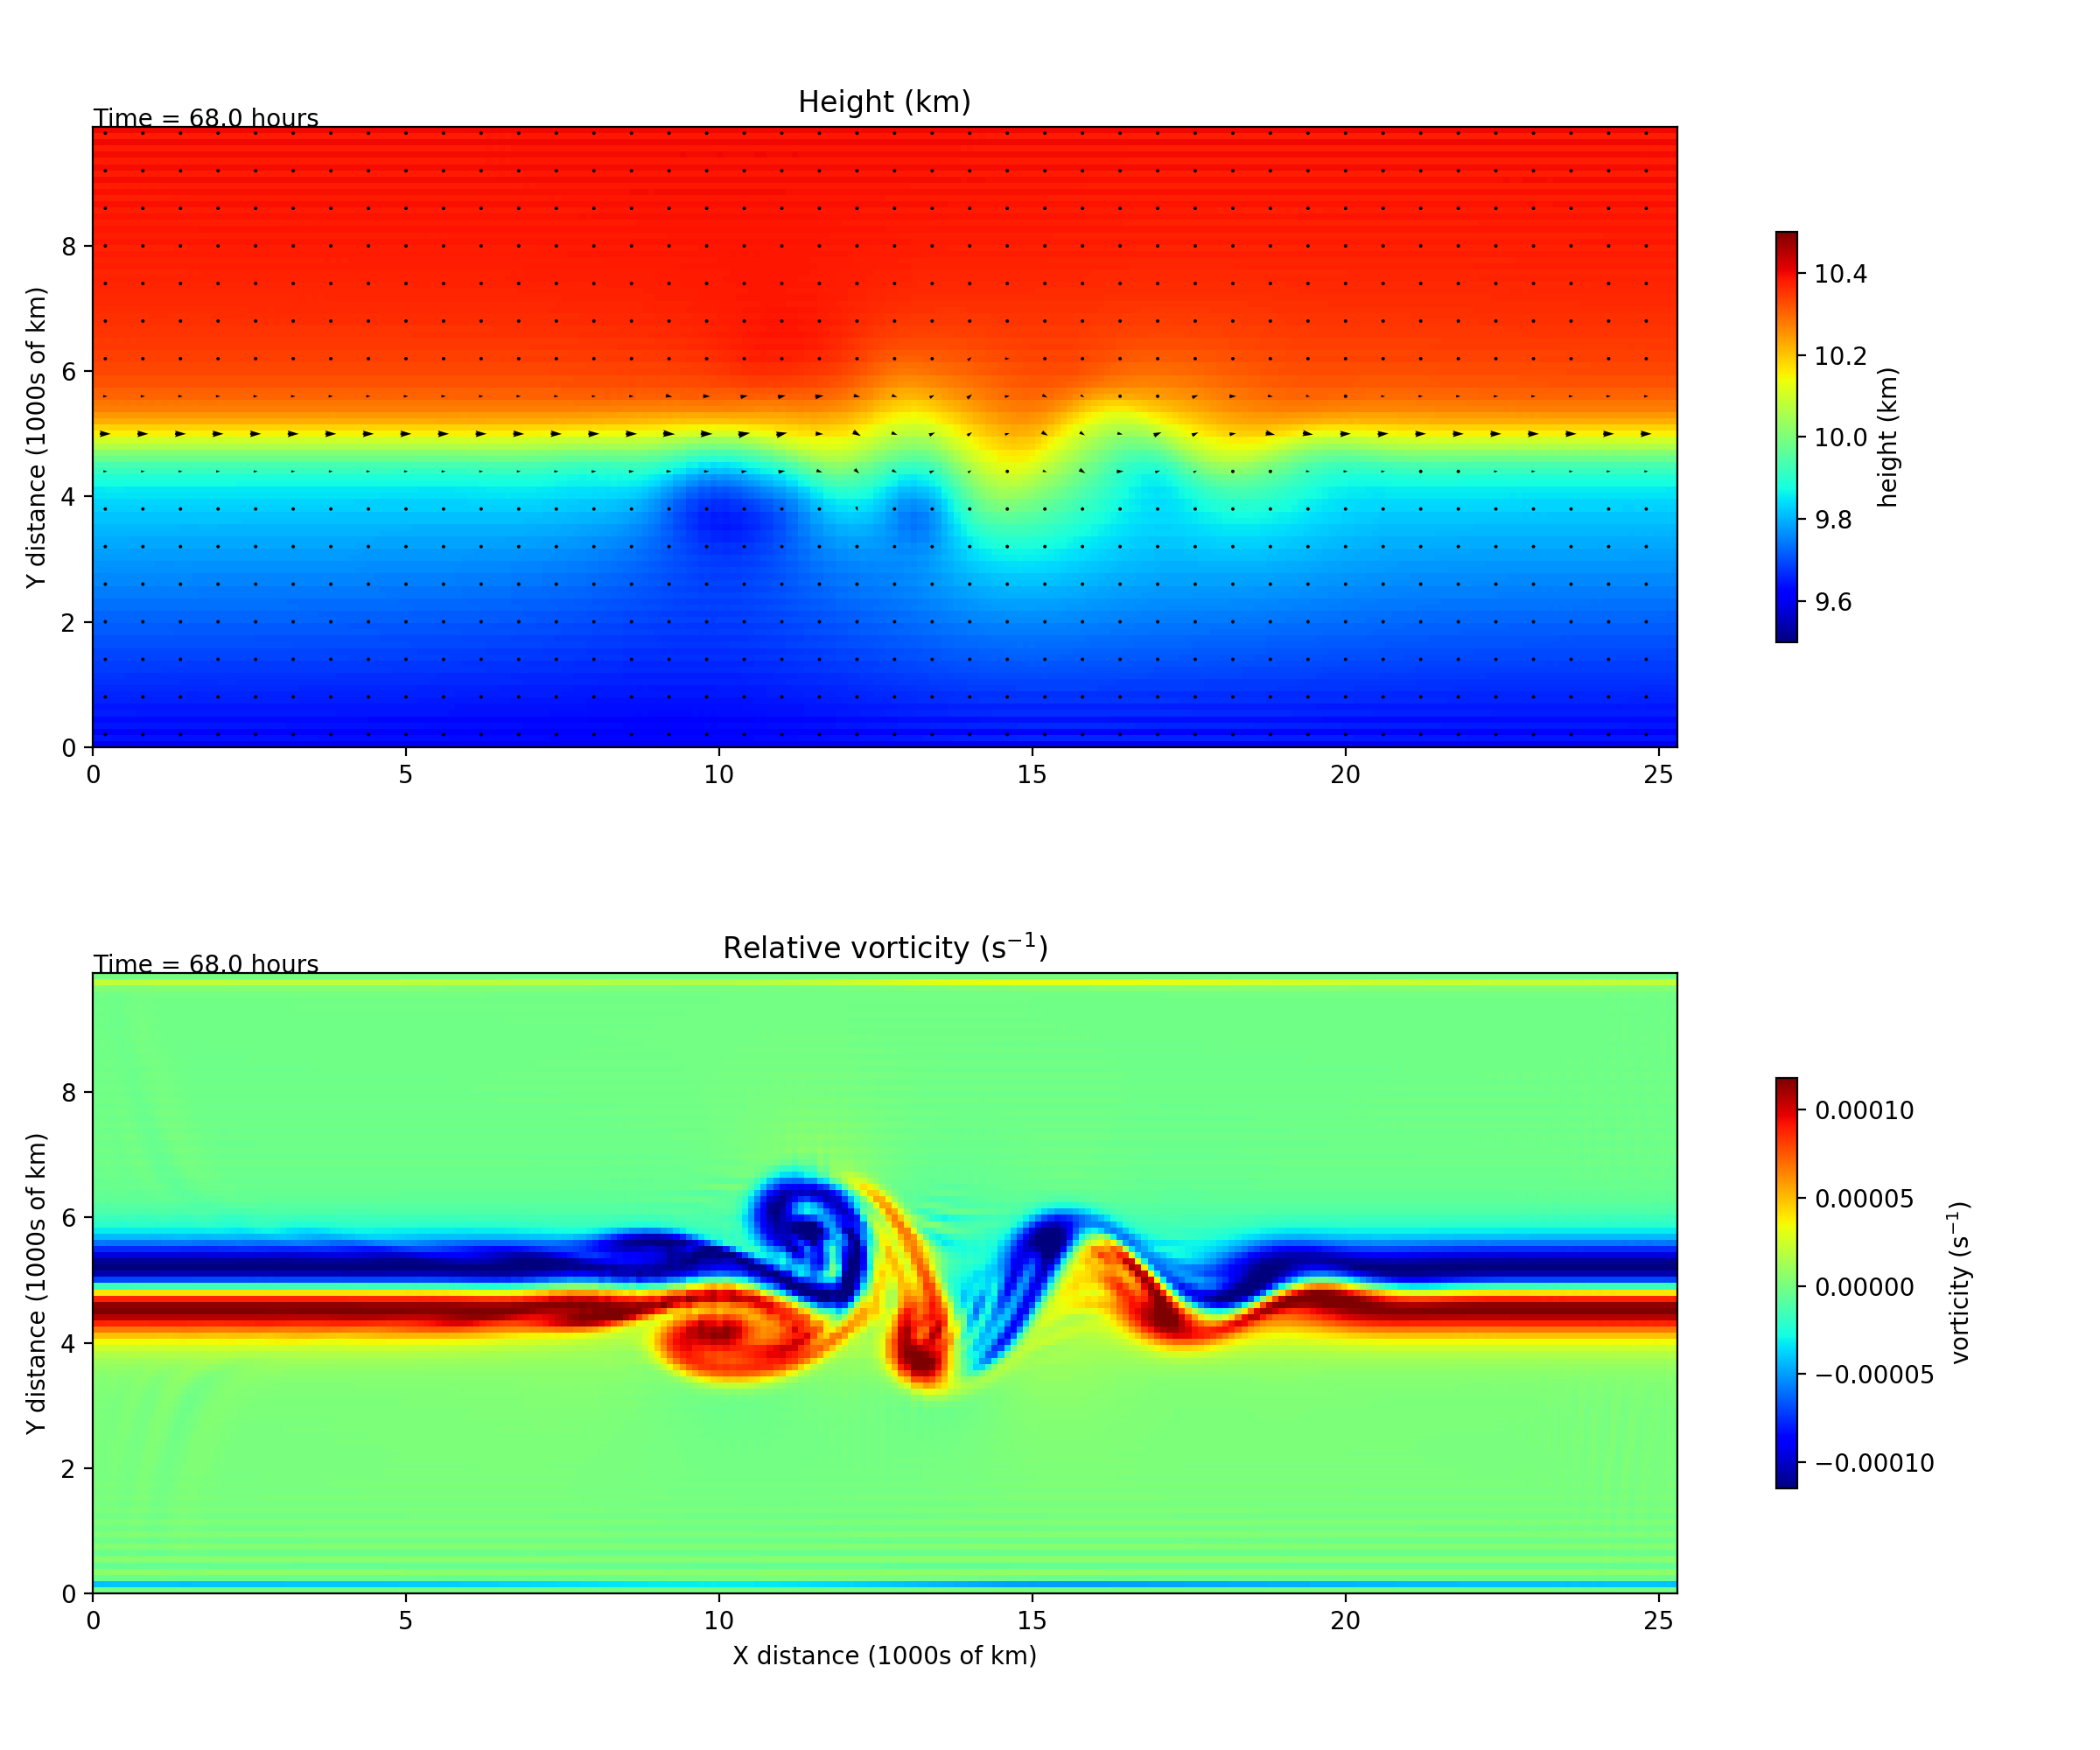 Height (km)
Time = 68.0 hours
Y distance (1000s of km)
8
6
4
2
0
0 5 10 15 20 25
10.4
10.2
10.0
9.8
9.6
height (km)
Relative vorticity (s⁻¹)
Time = 68.0 hours
Y distance (1000s of km)
8
6
4
2
0
0 5 10 15 20 25
X distance (1000s of km)
0.00010
0.00005
0.00000
−0.00005
−0.00010
vorticity (s⁻¹)